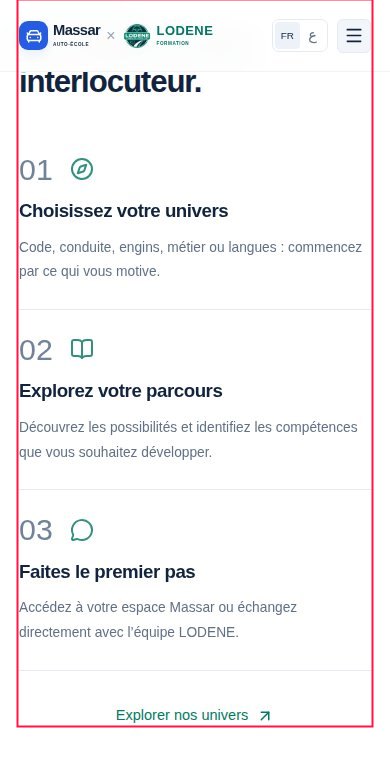 Massar
AUTO-ÉCOLE
×
LODENE
LODENE
FORMATION
FR
ع
interlocuteur.
01
Choisissez votre univers
Code, conduite, engins, métier ou langues : commencez
par ce qui vous motive.
02
Explorez votre parcours
Découvrez les possibilités et identifiez les compétences
que vous souhaitez développer.
03
Faites le premier pas
Accédez à votre espace Massar ou échangez
directement avec l’équipe LODENE.
Explorer nos univers